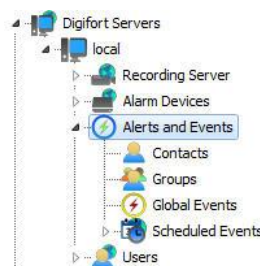 Digifort Servers
local
Recording Server
Alarm Devices
Alerts and Events
Contacts
Groups
Global Events
Scheduled Events
Users